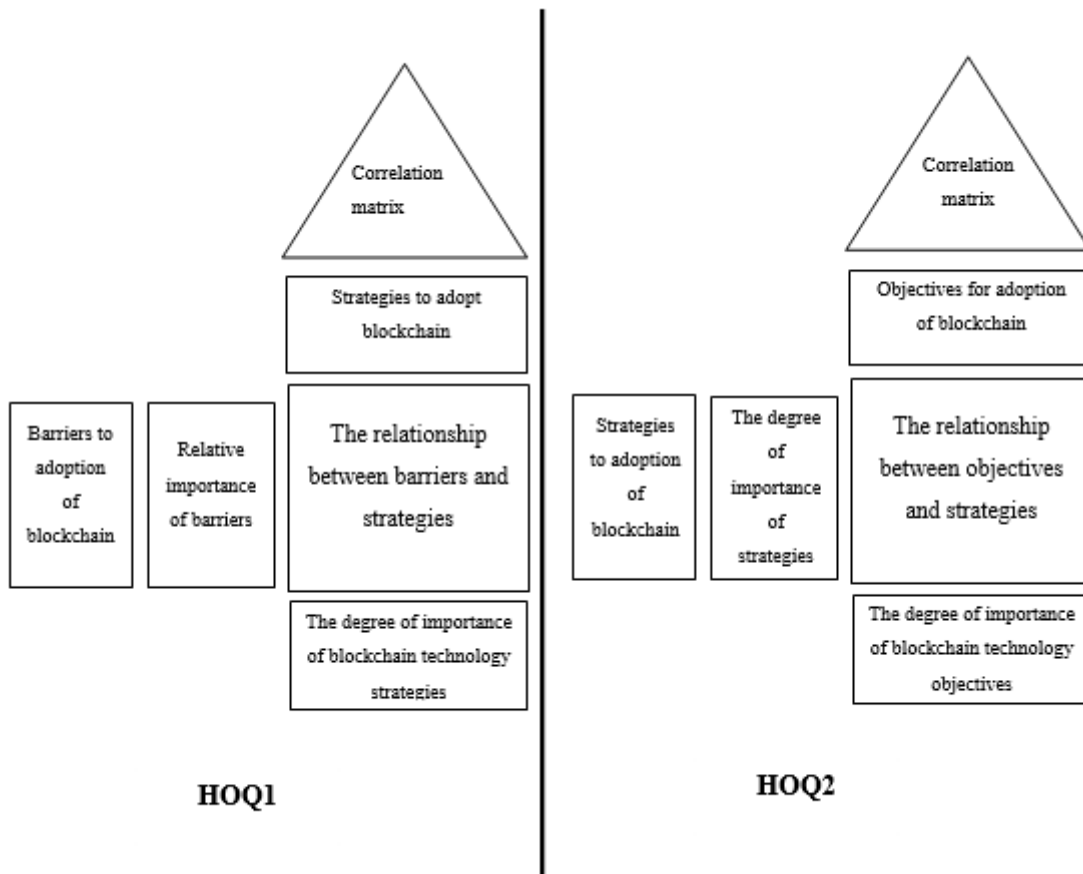 Correlation
matrix
Strategies to adopt
blockchain
Barriers to
adoption
of
blockchain
Relative
importance
of barriers
The relationship
between barriers and
strategies
The degree of importance
of blockchain technology
strategies
HOQ1
Correlation
matrix
Objectives for adoption
of blockchain
Strategies
to adoption
of
blockchain
The degree
of
importance
of
strategies
The relationship
between objectives
and strategies
The degree of importance
of blockchain technology
objectives
HOQ2